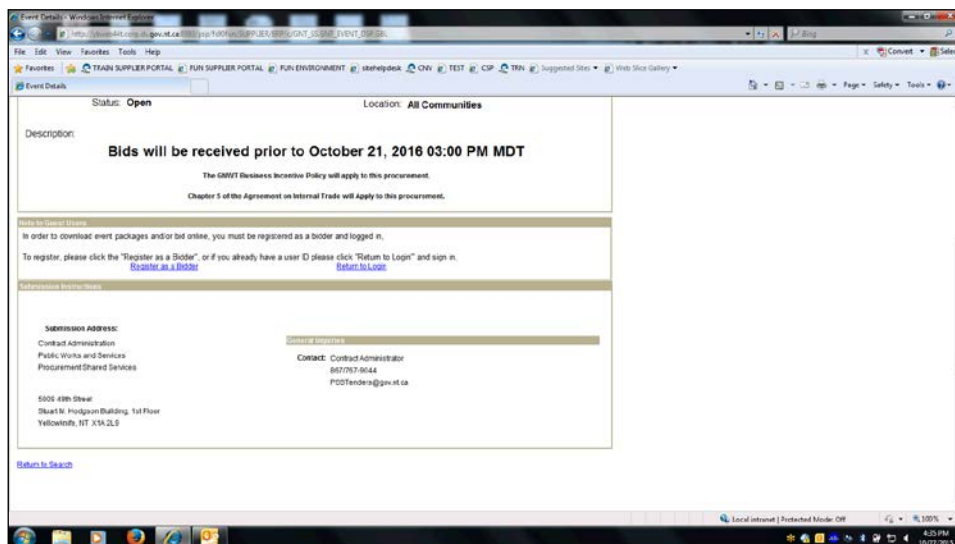 Event Details - Windows Internet Explorer
Bing
File Edit View Favorites Tools Help
Convert
Favorites TRAIN SUPPLIER PORTAL FUN SUPPLIER PORTAL FUN ENVIRONMENT sitehelpdesk CNV TEST CSP TRN Suggested Sites Web Slice Gallery
Event Details
Page Safety Tools
Status: Open Location: All Communities
Description:
Bids will be received prior to October 21, 2016 03:00 PM MDT
The GNWT Business Incentive Policy will apply to this procurement.
Chapter 5 of the Agreement on Internal Trade will Apply to this procurement.
Note to Guest Users
In order to download event packages and/or bid online, you must be registered as a bidder and logged in.
To register, please click the "Register as a Bidder", or if you already have a user ID please click "Return to Login" and sign in.
Register as a Bidder Return to Login
Submission Instructions
Submission Address:
Contract Administration
Public Works and Services
Procurement Shared Services
5009 49th Street
Stuart M. Hodgson Building, 1st Floor
Yellowknife, NT X1A 2L9
General Inquiries
Contact: Contract Administrator
867/767-9044
PSSTenders@gov.nt.ca
Return to Search
Local intranet | Protected Mode: Off 100%
4:35 PM
10/27/2015